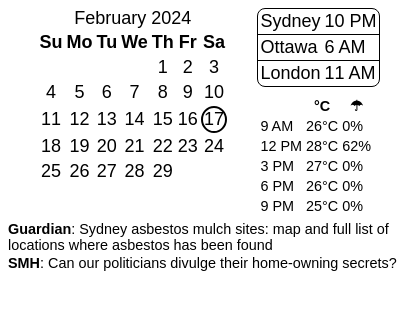 February 2024
Su Mo Tu We Th Fr Sa
1 2 3
4 5 6 7 8 9 10
11 12 13 14 15 16 17
18 19 20 21 22 23 24
25 26 27 28 29
Sydney 10 PM
Ottawa 6 AM
London 11 AM
°C ☂
9 AM 26°C 0%
12 PM 28°C 62%
3 PM 27°C 0%
6 PM 26°C 0%
9 PM 25°C 0%
Guardian: Sydney asbestos mulch sites: map and full list of
locations where asbestos has been found
SMH: Can our politicians divulge their home-owning secrets?